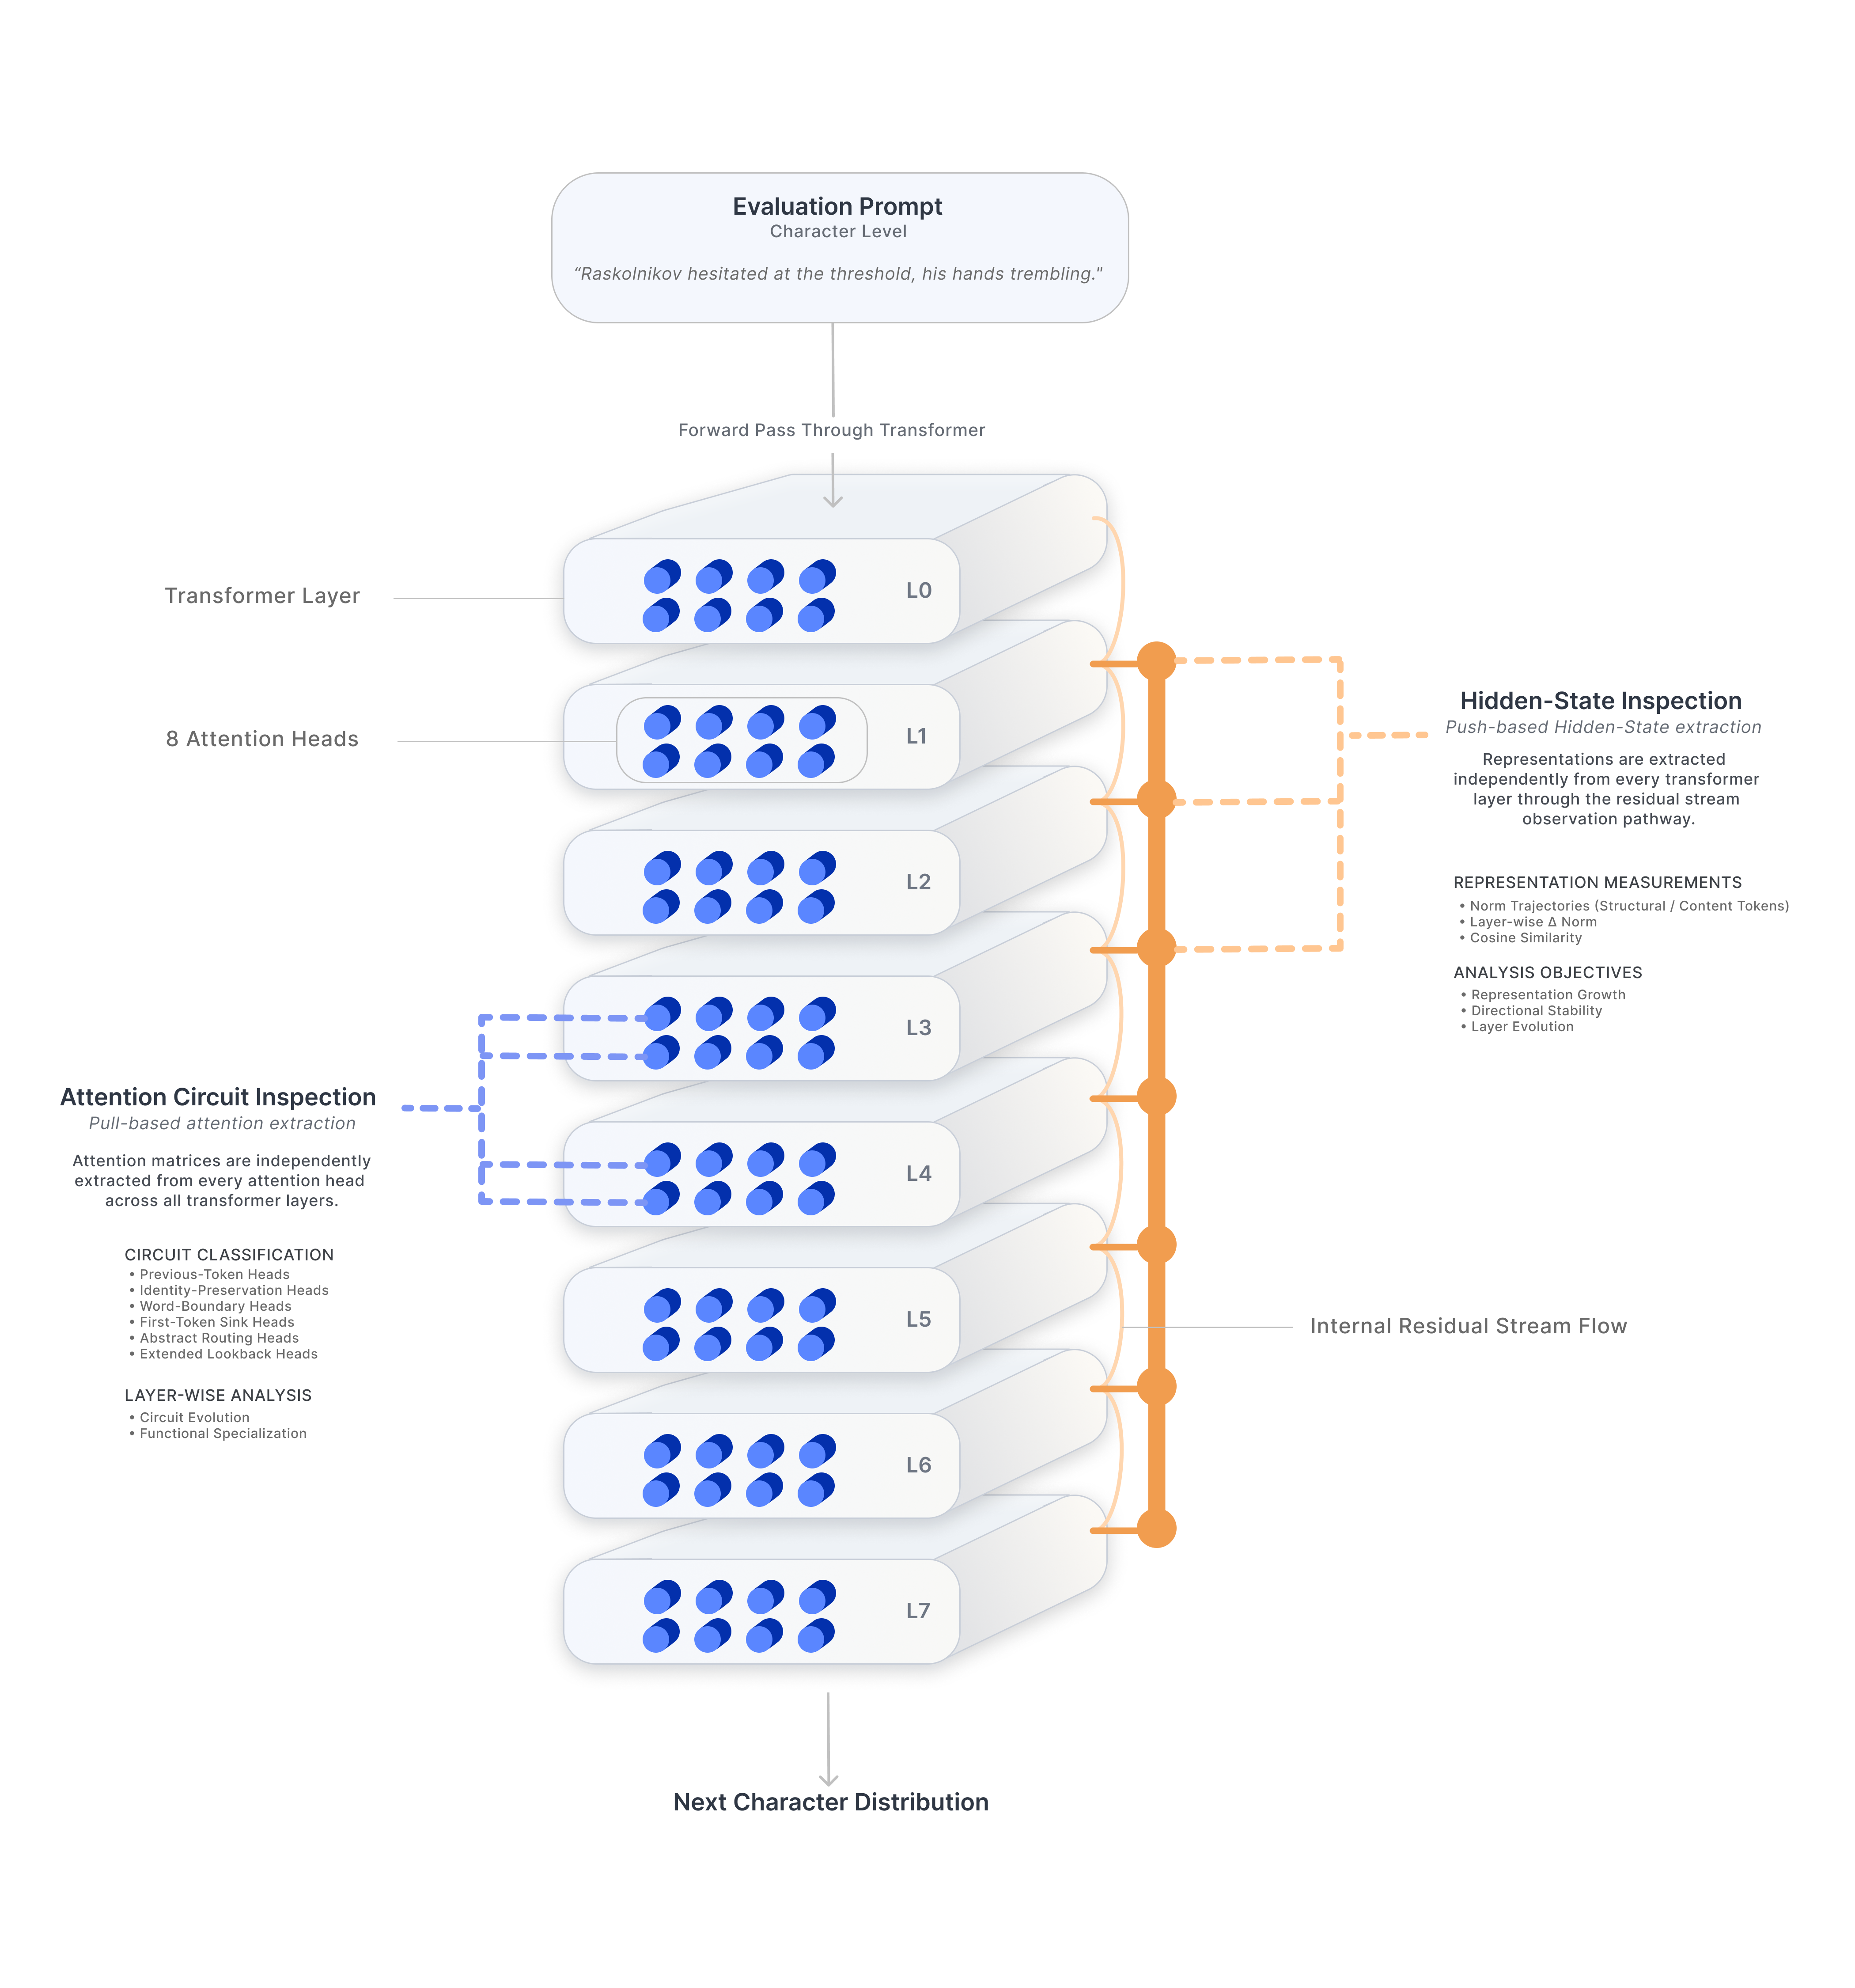 Evaluation Prompt
Character Level
“Raskolnikov hesitated at the threshold, his hands trembling."
Forward Pass Through Transformer
Transformer Layer
L0
8 Attention Heads
L1
L2
L3
L4
L5
L6
L7
Hidden-State Inspection
Push-based Hidden-State extraction
Representations are extracted
independently from every transformer
layer through the residual stream
observation pathway.
REPRESENTATION MEASUREMENTS
• Norm Trajectories (Structural / Content Tokens)
• Layer-wise Δ Norm
• Cosine Similarity
ANALYSIS OBJECTIVES
• Representation Growth
• Directional Stability
• Layer Evolution
Attention Circuit Inspection
Pull-based attention extraction
Attention matrices are independently
extracted from every attention head
across all transformer layers.
CIRCUIT CLASSIFICATION
• Previous-Token Heads
• Identity-Preservation Heads
• Word-Boundary Heads
• First-Token Sink Heads
• Abstract Routing Heads
• Extended Lookback Heads
LAYER-WISE ANALYSIS
• Circuit Evolution
• Functional Specialization
Internal Residual Stream Flow
Next Character Distribution